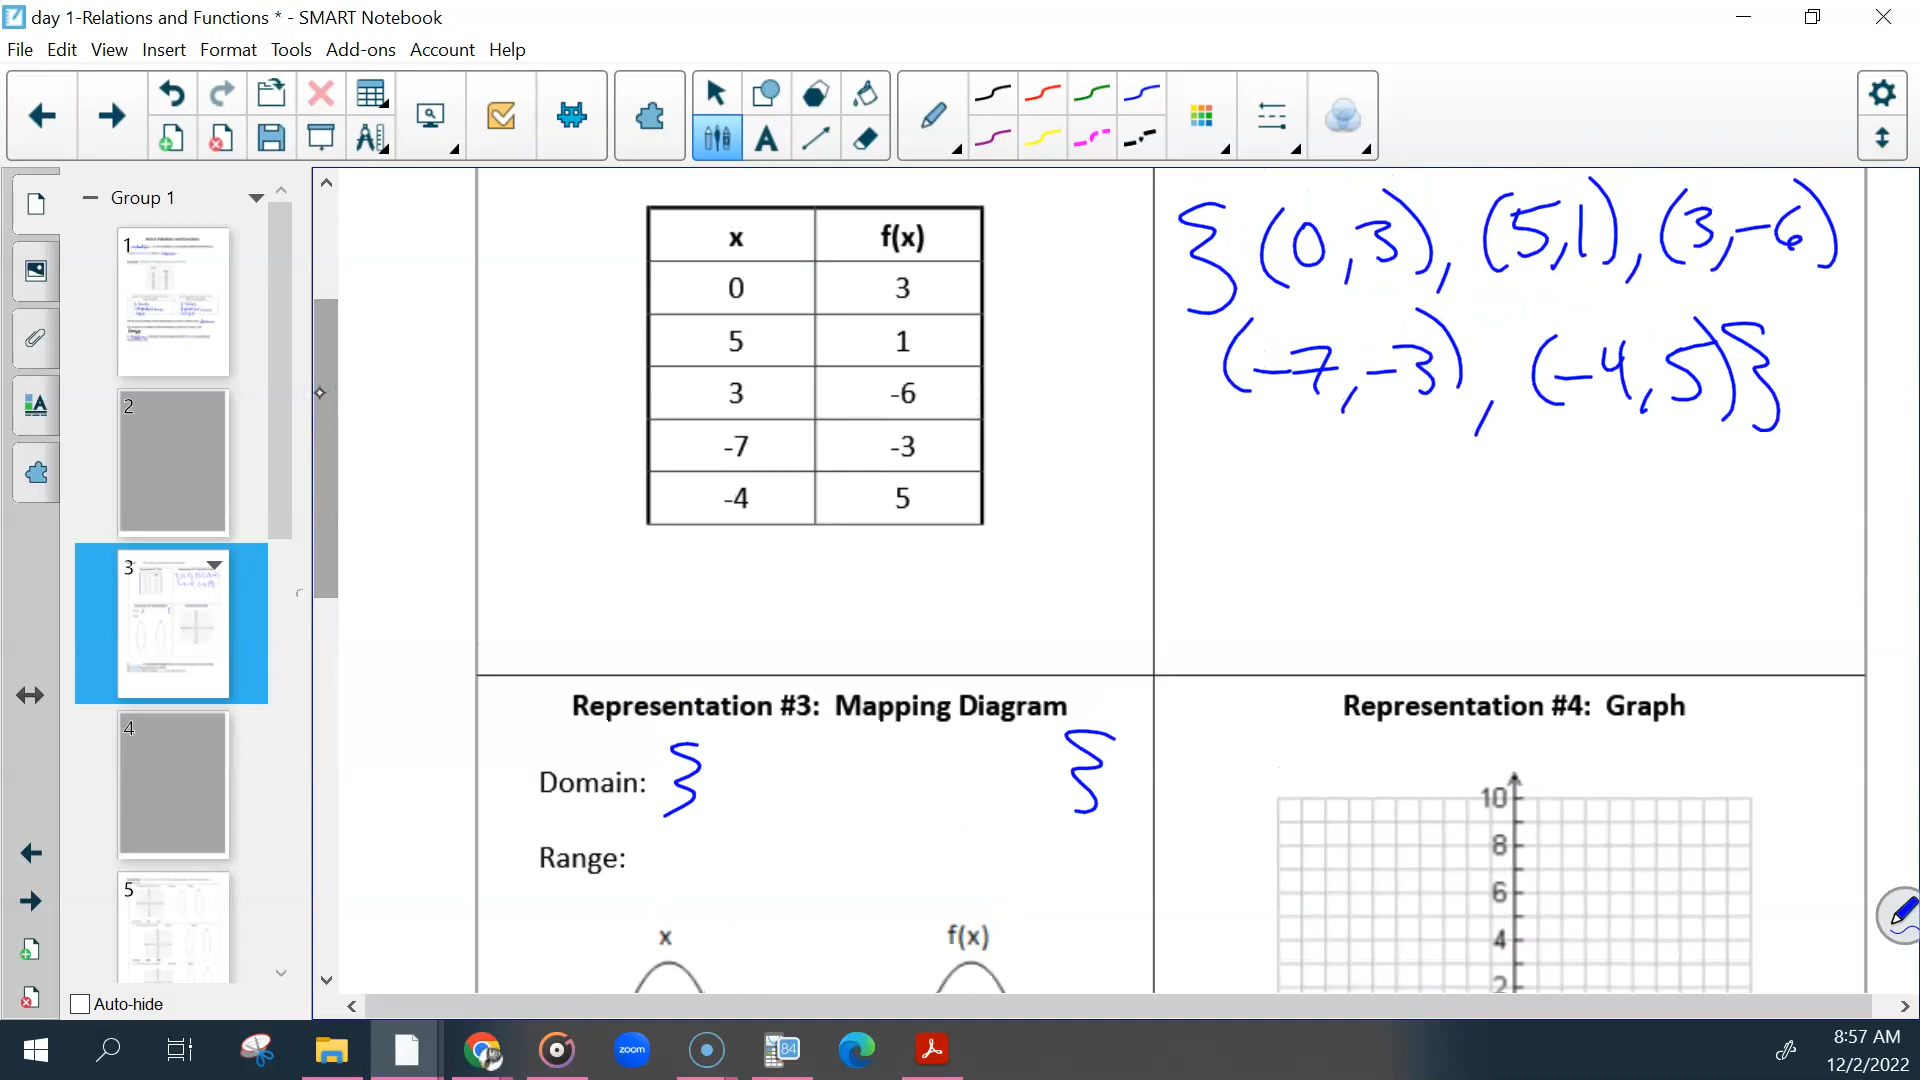 day 1-Relations and Functions * - SMART Notebook
File Edit View Insert Format Tools Add-ons Account Help
Group 1
1
2
3
4
5
Auto-hide
x f(x)
0 3
5 1
3 -6
-7 -3
-4 5
{(0,3), (5,1), (3,-6)
(-7,-3), (-4,5)}
Representation #3: Mapping Diagram
Domain: { }
Range:
x f(x)
Representation #4: Graph
10
8
6
4
2
zoom
84
8:57 AM
12/2/2022